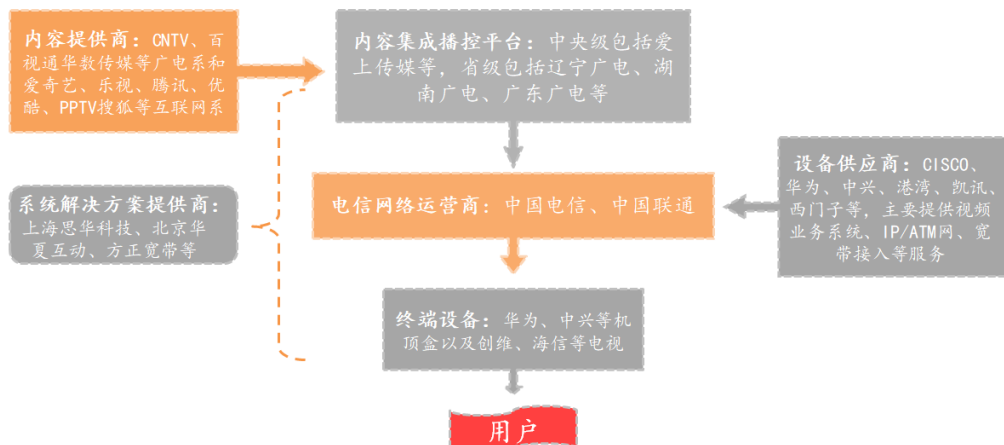 内容提供商：CNTV、百
视通华数传媒等广电系和
爱奇艺、乐视、腾讯、优
酷、PPTV搜狐等互联网系
内容集成播控平台：中央级包括爱
上传媒等，省级包括辽宁广电、湖
南广电、广东广电等
设备供应商：CISCO、
华为、中兴、港湾、凯讯、
西门子等，主要提供视频
业务系统、IP/ATM网、宽
带接入等服务
电信网络运营商：中国电信、中国联通
系统解决方案提供商：
上海思华科技、北京华
夏互动、方正宽带等
终端设备：华为、中兴等机
顶盒以及创维、海信等电视
用户